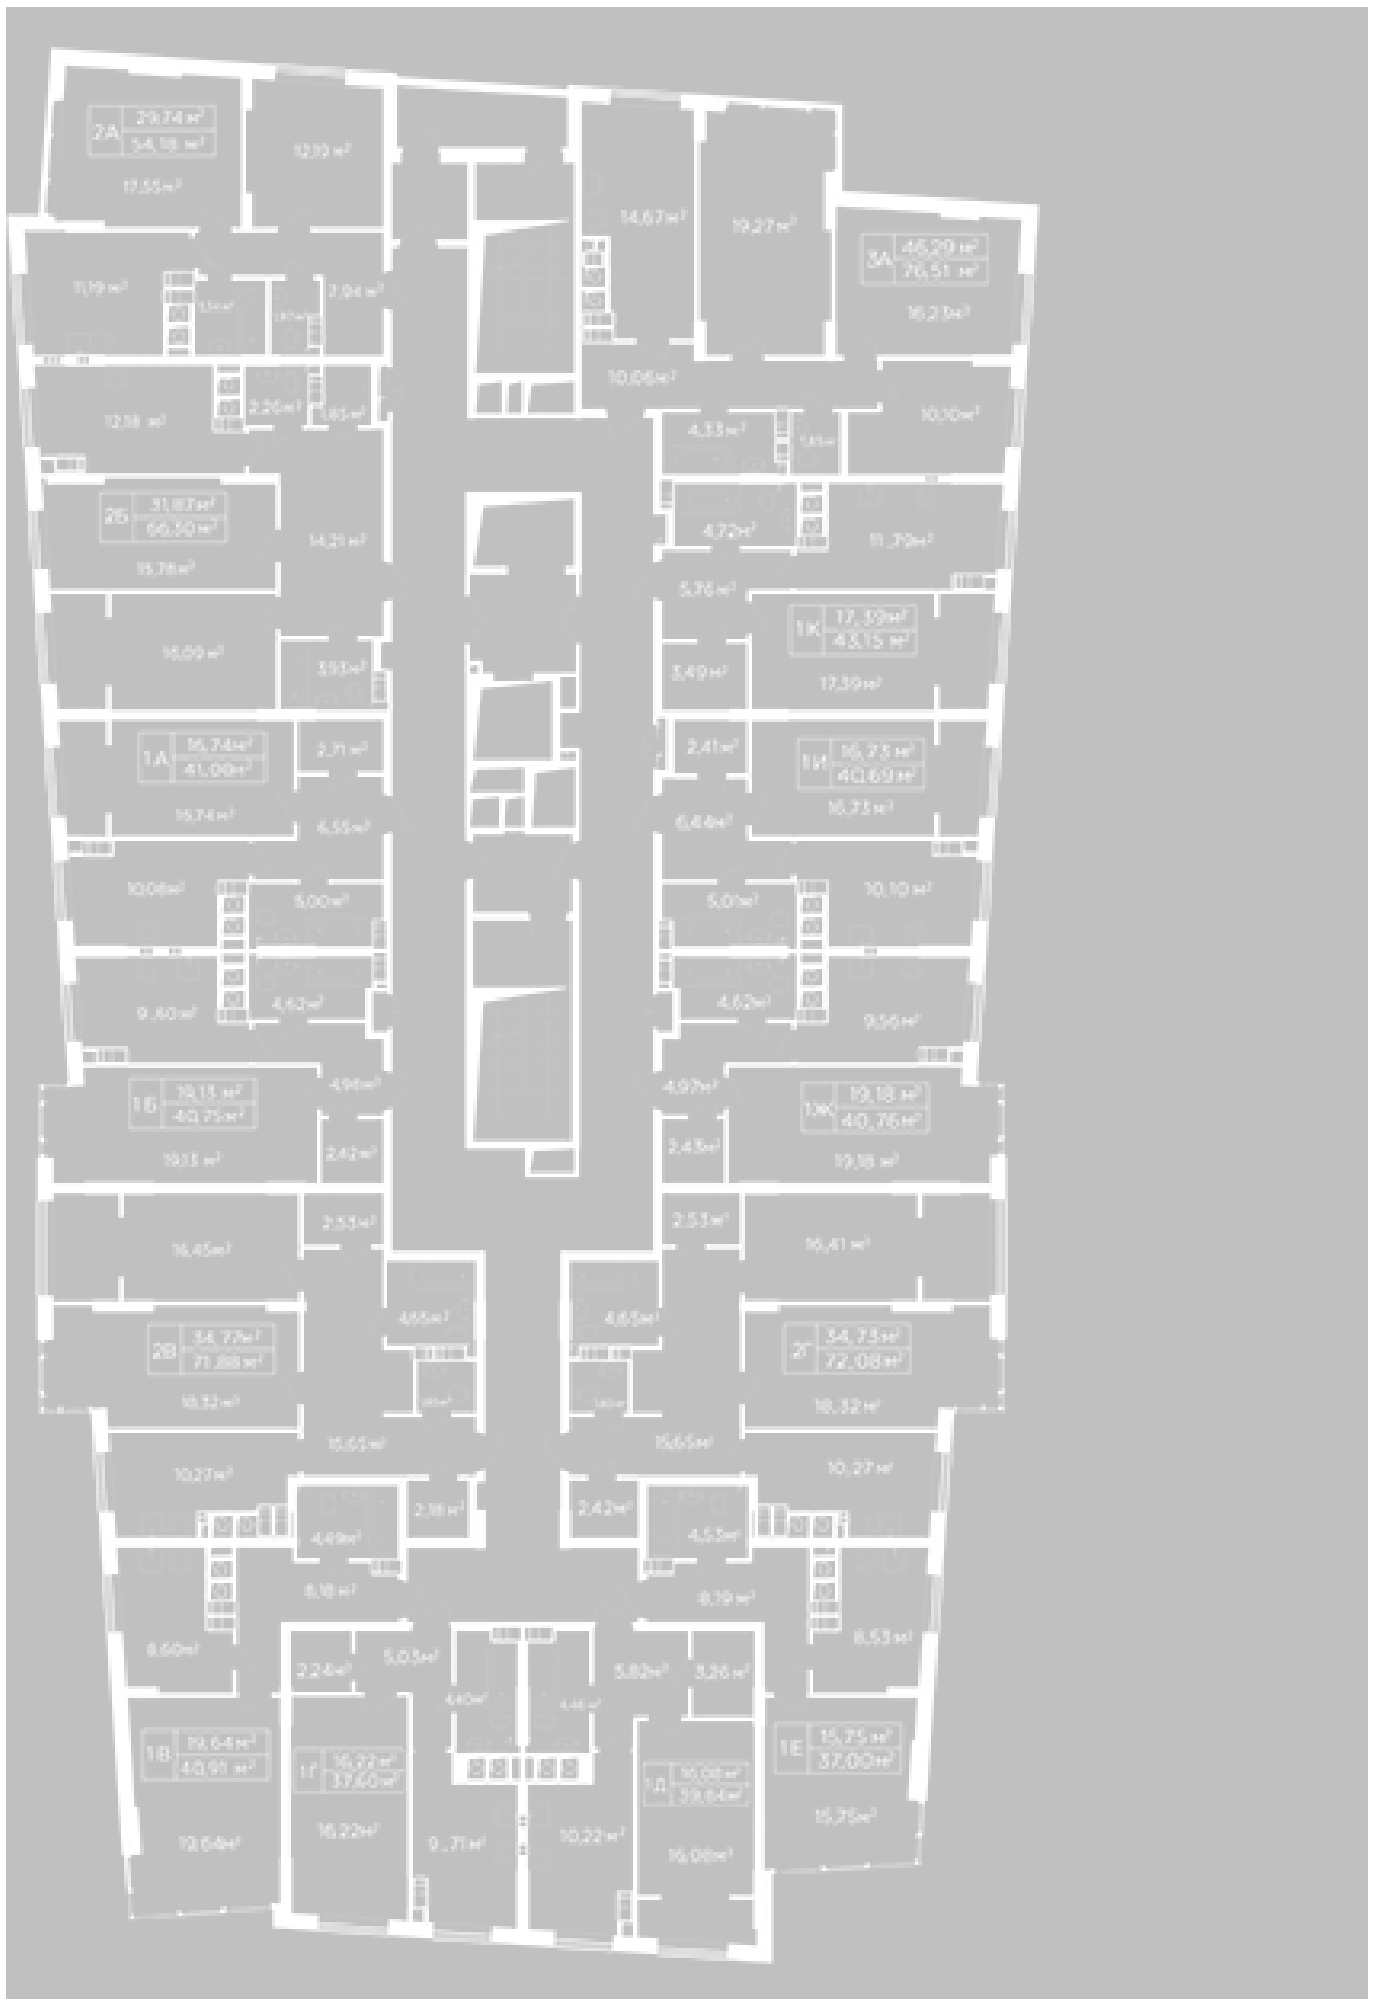 2А
29,74 м²
54,18 м²
17,55 м²
12,19 м²
14,67 м²
19,27 м²
3А
46,29 м²
76,51 м²
16,23 м²
11,19 м²
7,94 м²
10,06 м²
12,18 м²
2,26 м²
1,85 м²
4,33 м²
10,10 м²
2Б
31,87 м²
66,30 м²
15,78 м²
14,21 м²
4,72 м²
11,79 м²
5,76 м²
16,09 м²
3,93 м²
3,49 м²
1К
17,39 м²
43,15 м²
17,39 м²
1А
16,74 м²
41,08 м²
16,74 м²
2,71 м²
6,55 м²
2,41 м²
6,44 м²
1И
16,73 м²
40,69 м²
16,73 м²
10,08 м²
5,00 м²
5,01 м²
10,10 м²
9,60 м²
4,62 м²
4,62 м²
9,56 м²
1Б
19,13 м²
40,75 м²
19,13 м²
4,98 м²
2,42 м²
4,97 м²
2,43 м²
1Ж
19,18 м²
40,76 м²
19,18 м²
16,45 м²
2,53 м²
2,53 м²
16,41 м²
2В
34,77 м²
71,88 м²
18,32 м²
4,65 м²
4,65 м²
2Г
34,73 м²
72,08 м²
18,32 м²
15,65 м²
15,65 м²
10,27 м²
4,49 м²
2,18 м²
2,42 м²
4,53 м²
10,27 м²
8,18 м²
8,19 м²
8,60 м²
2,24 м²
5,03 м²
4,40 м²
4,46 м²
5,82 м²
3,26 м²
8,53 м²
1В
19,64 м²
40,91 м²
19,64 м²
1Г
16,22 м²
37,60 м²
16,22 м²
9,71 м²
10,22 м²
1Д
16,08 м²
39,84 м²
16,08 м²
1Е
15,75 м²
37,00 м²
15,75 м²